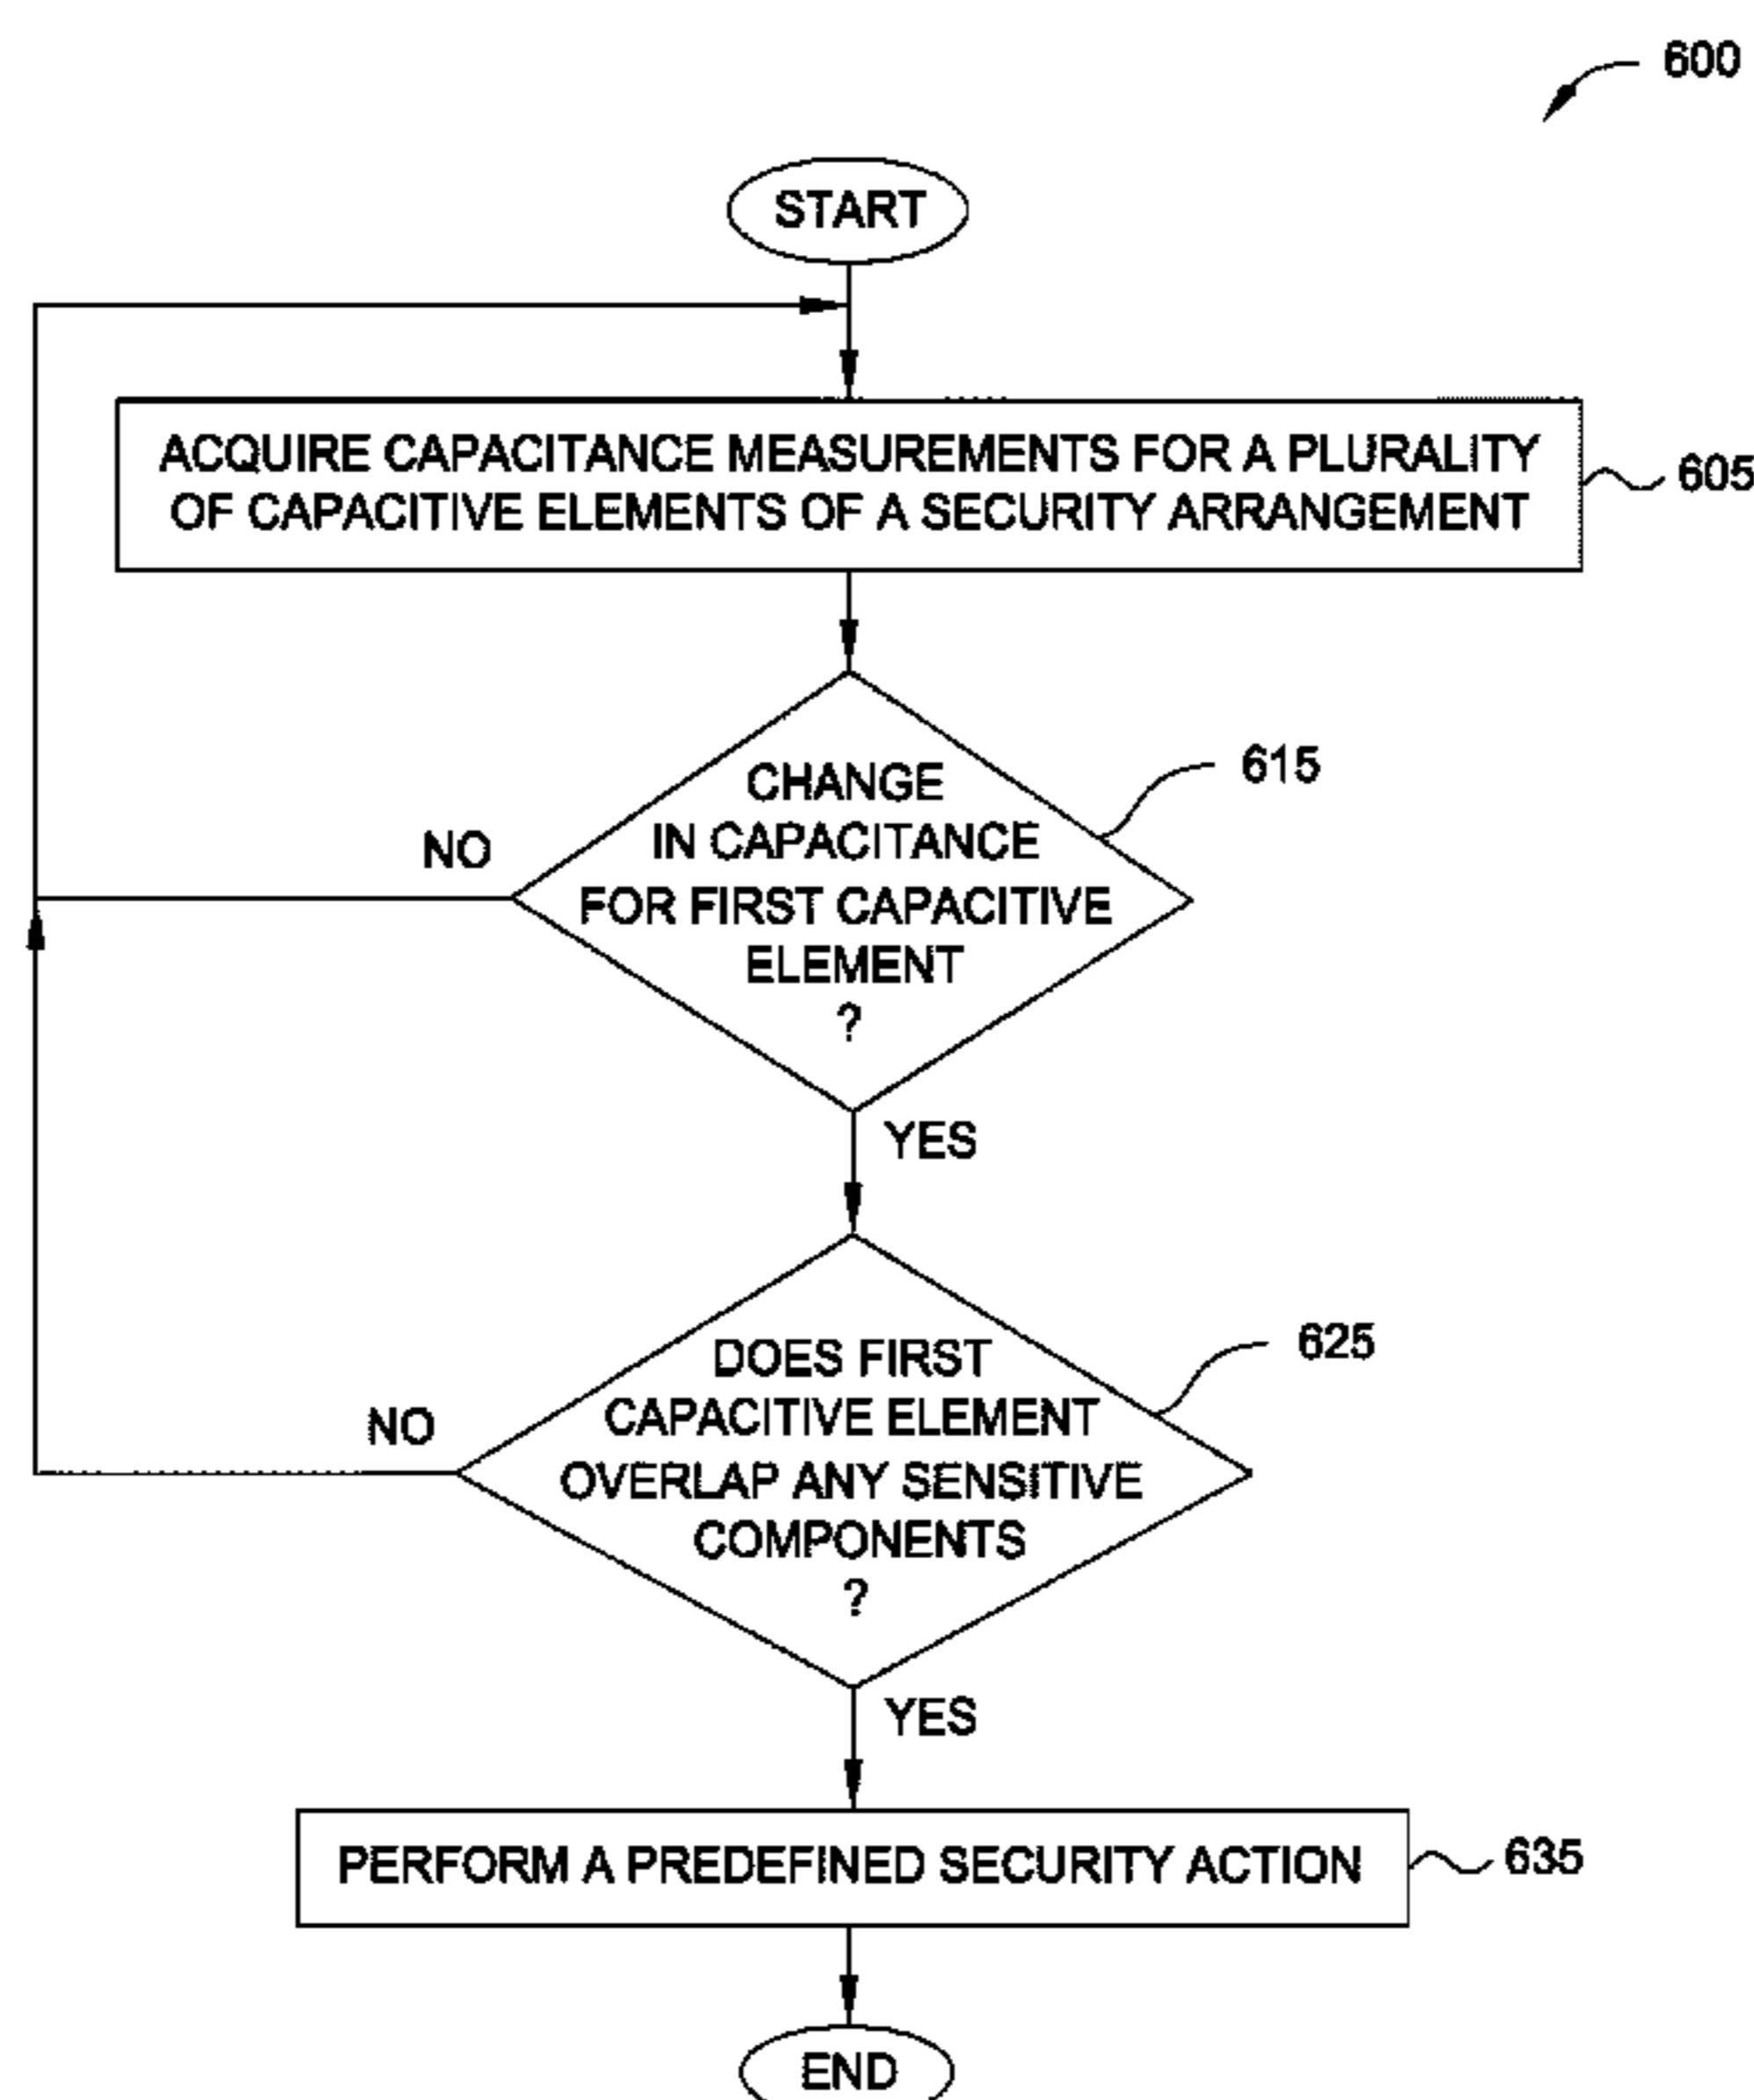 600
START
ACQUIRE CAPACITANCE MEASUREMENTS FOR A PLURALITY
OF CAPACITIVE ELEMENTS OF A SECURITY ARRANGEMENT
605
CHANGE
IN CAPACITANCE
FOR FIRST CAPACITIVE
ELEMENT
?
615
NO
YES
DOES FIRST
CAPACITIVE ELEMENT
OVERLAP ANY SENSITIVE
COMPONENTS
?
625
NO
YES
PERFORM A PREDEFINED SECURITY ACTION
635
END